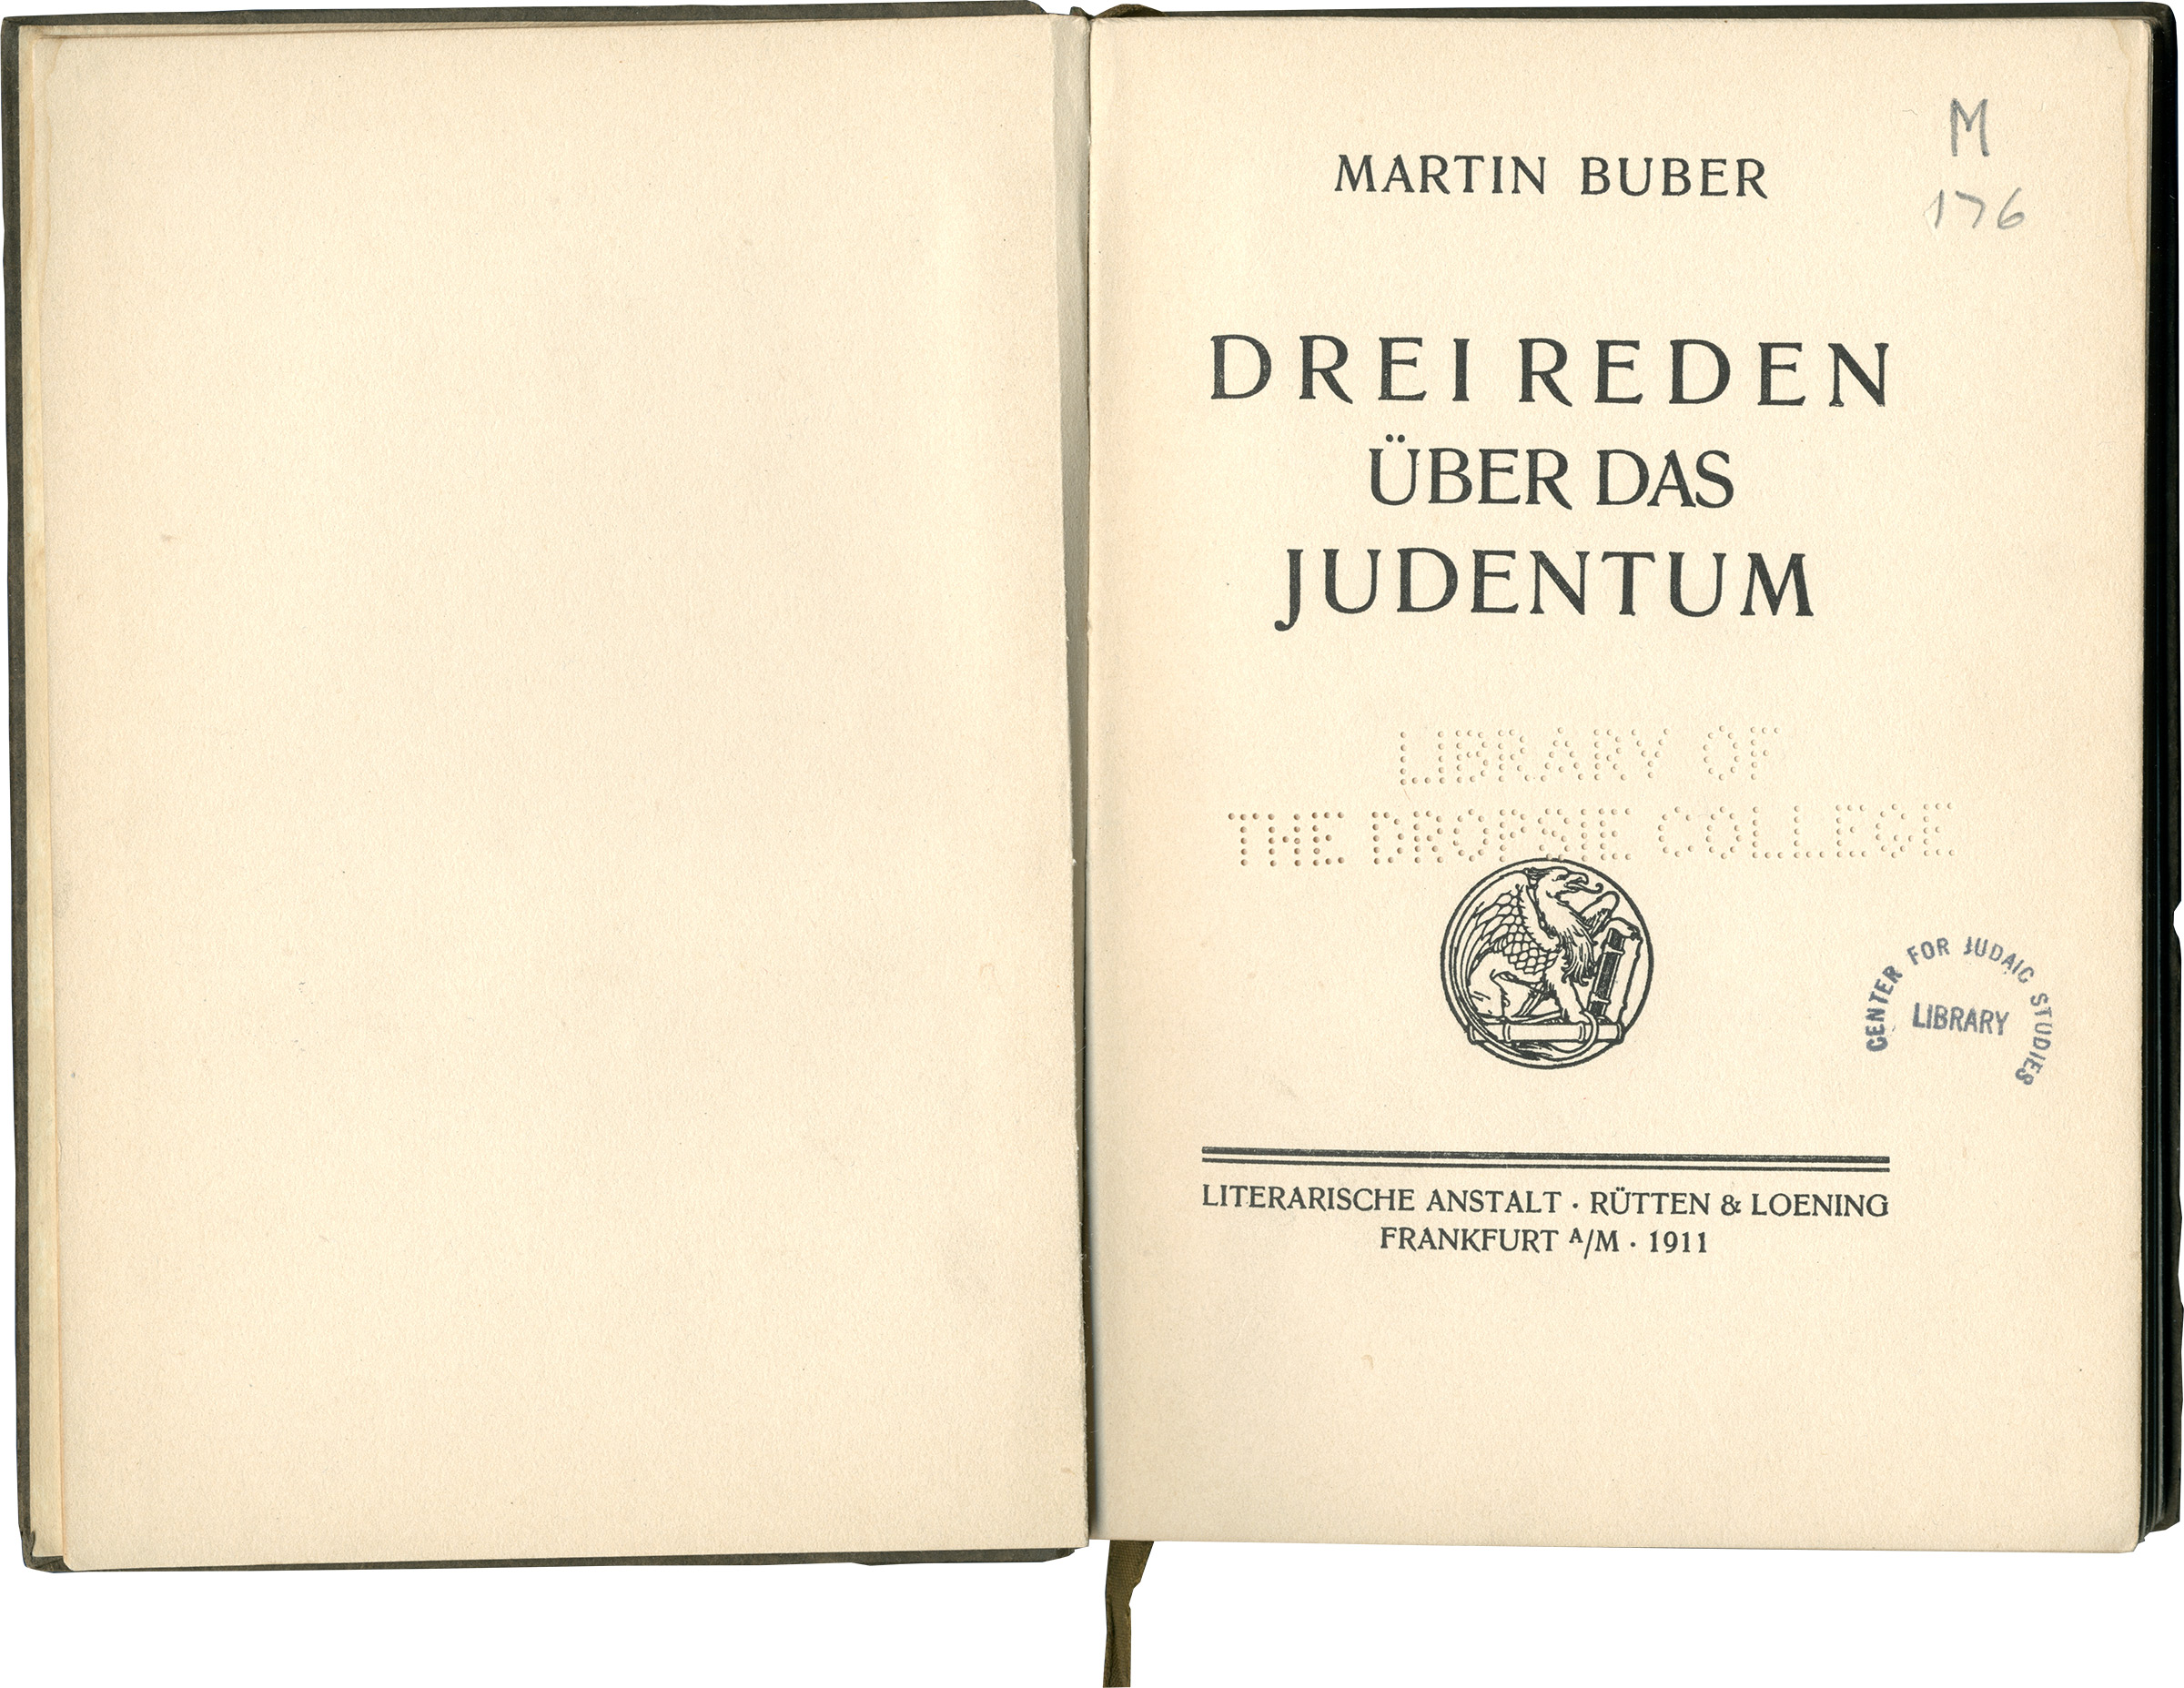 M
176
MARTIN BUBER
DREI REDEN
ÜBER DAS
JUDENTUM
LIBRARY OF
THE DROPSIE COLLEGE
CENTER FOR JUDAIC STUDIES
LIBRARY
LITERARISCHE ANSTALT · RÜTTEN & LOENING
FRANKFURT A/M · 1911